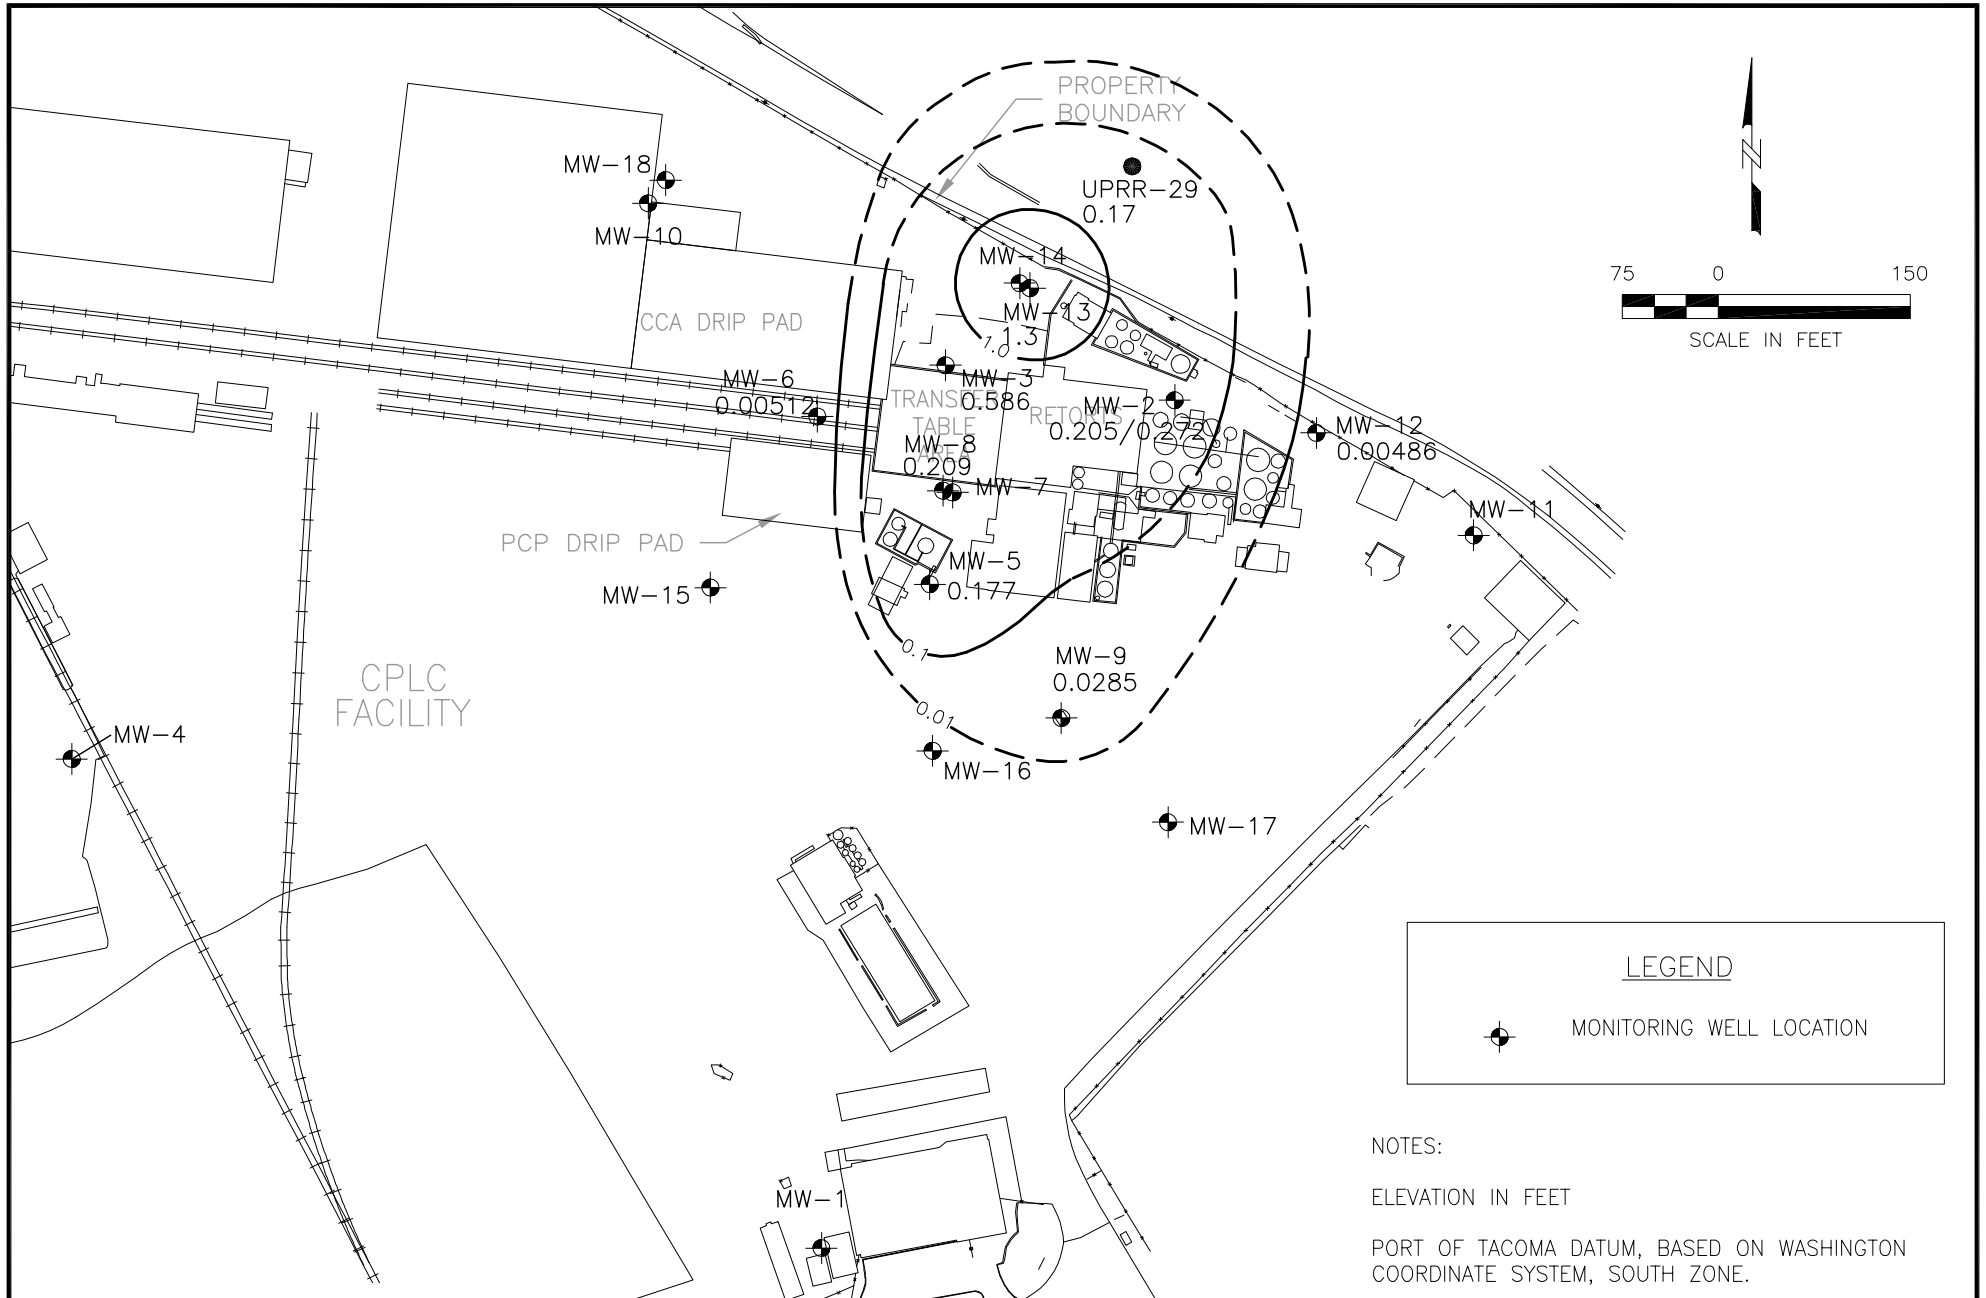 PROPERTY
BOUNDARY
MW-18
UPRR-29
0.17
MW-10
MW-14
75 0 150
SCALE IN FEET
N
MW-13
1.3
1.0
CCA DRIP PAD
MW-6
0.00512
MW-3
0.586
TRANSFER
TABLE
AREA
RETORTS
MW-2
0.205/0.272
MW-12
0.00486
MW-8
0.209
MW-7
MW-11
PCP DRIP PAD
MW-5
0.177
MW-15
0.1
MW-9
0.0285
CPLC
FACILITY
0.01
MW-4
MW-16
MW-17
LEGEND
MONITORING WELL LOCATION
MW-1
NOTES:
ELEVATION IN FEET
PORT OF TACOMA DATUM, BASED ON WASHINGTON
COORDINATE SYSTEM, SOUTH ZONE.